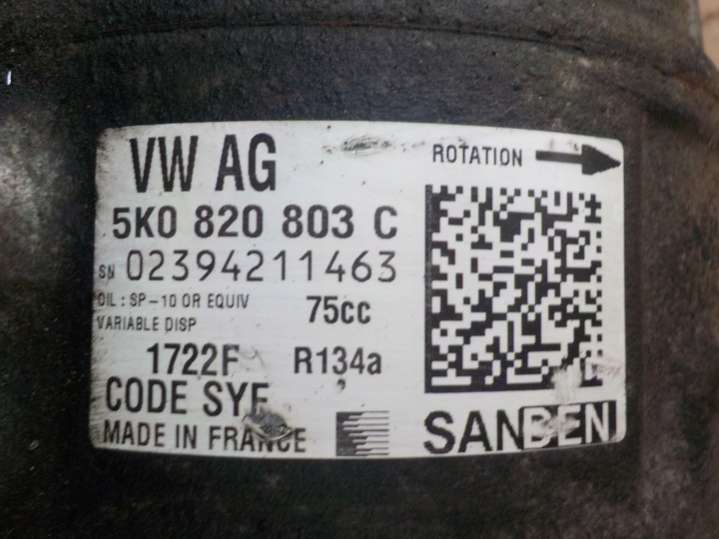 VW AG
ROTATION
5K0 820 803 C
SN 02394211463
OIL : SP-10 OR EQUIV 75cc
VARIABLE DISP
1722F R134a
CODE SYF
MADE IN FRANCE
SANDEN